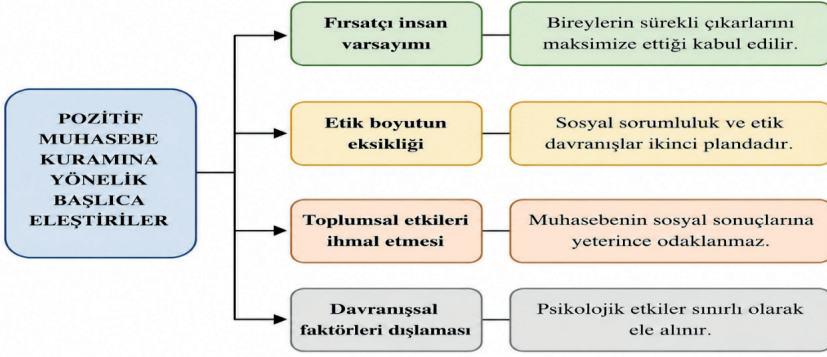 POZİTİF
MUHASEBE
KURAMINA
YÖNELİK
BAŞLICA
ELEŞTİRİLER
Fırsatçı insan
varsayımı
Bireylerin sürekli çıkarlarını
maksimize ettiği kabul edilir.
Etik boyutun
eksikliği
Sosyal sorumluluk ve etik
davranışlar ikinci plandadır.
Toplumsal etkileri
ihmal etmesi
Muhasebenin sosyal sonuçlarına
yeterince odaklanmaz.
Davranışsal
faktörleri dışlaması
Psikolojik etkiler sınırlı olarak
ele alınır.